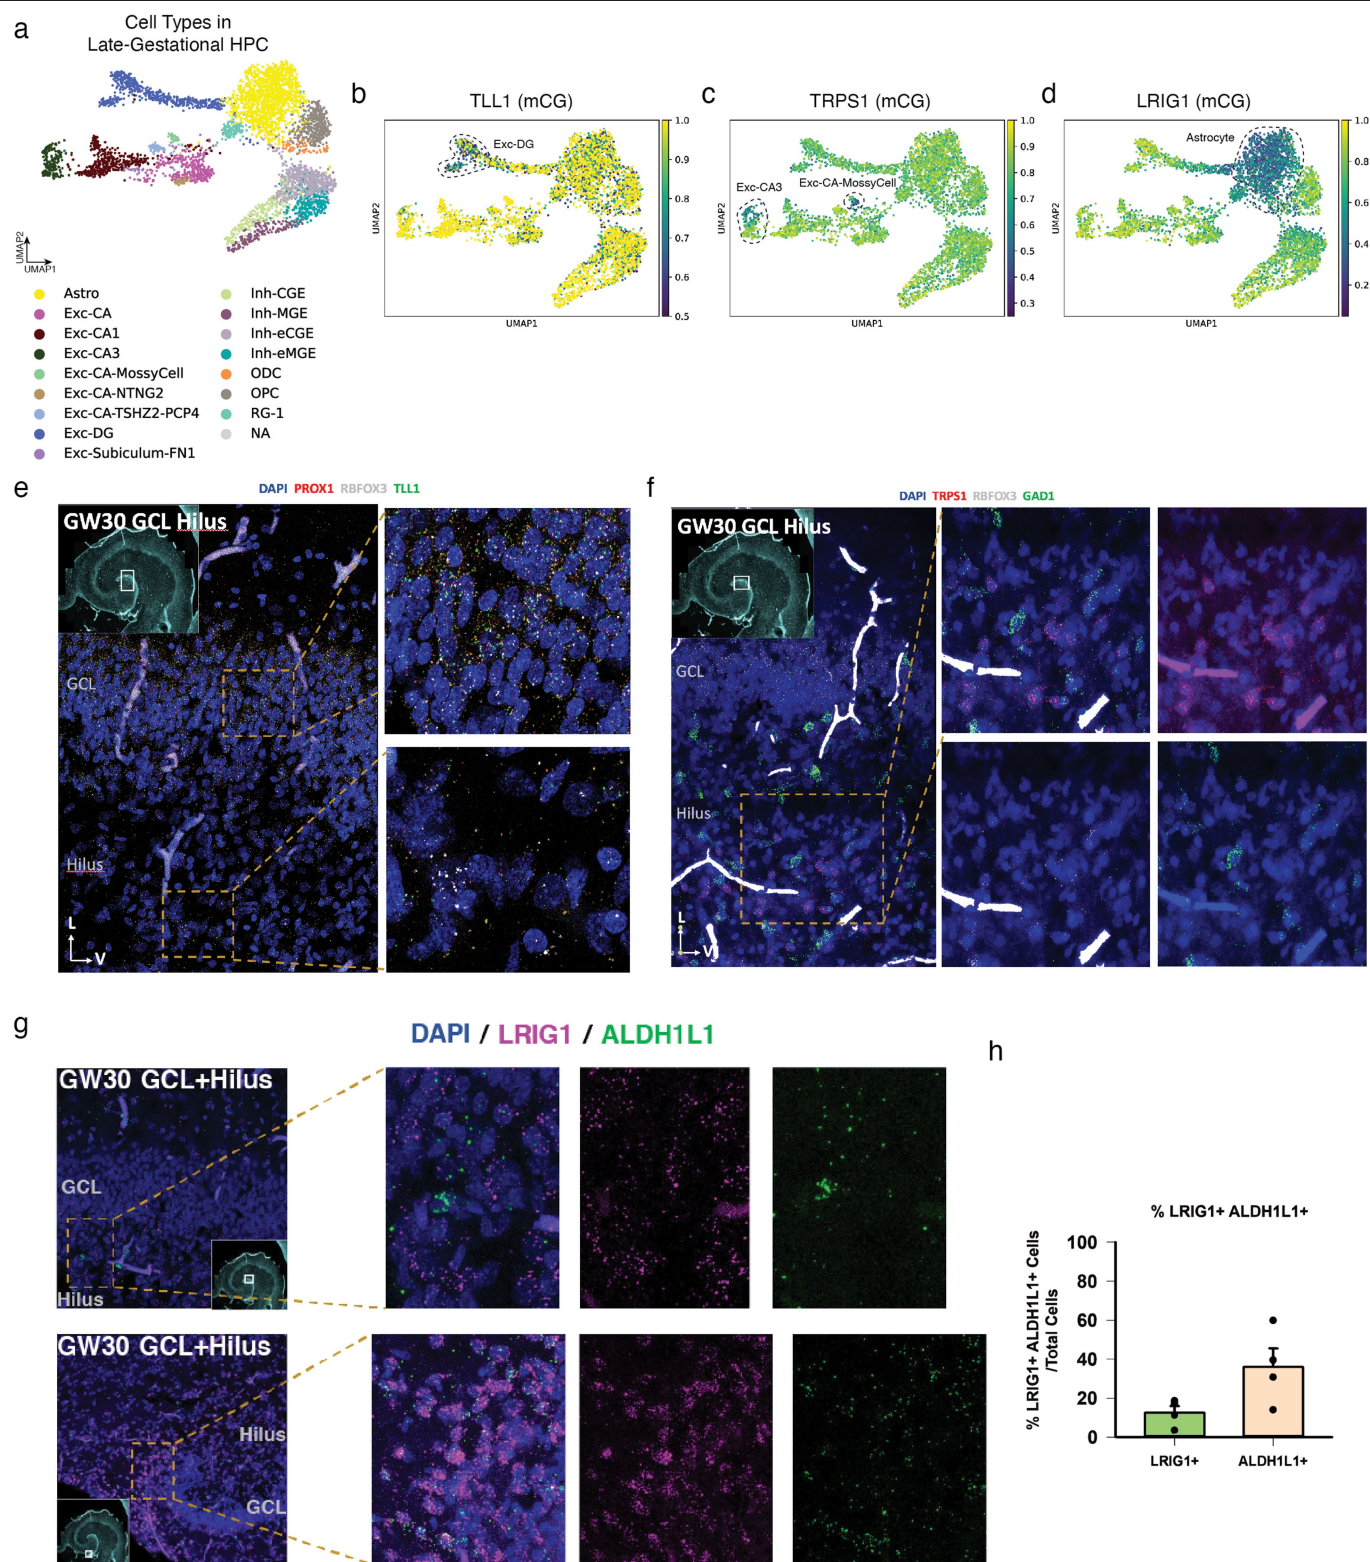 a
Cell Types in
Late-Gestational HPC
UMAP2
UMAP1
Astro
Exc-CA
Exc-CA1
Exc-CA3
Exc-CA-MossyCell
Exc-CA-NTNG2
Exc-CA-TSHZ2-PCP4
Exc-DG
Exc-Subiculum-FN1
Inh-CGE
Inh-MGE
Inh-eCGE
Inh-eMGE
ODC
OPC
RG-1
NA
b
TLL1 (mCG)
Exc-DG
UMAP2
UMAP1
1.0
0.9
0.8
0.7
0.6
0.5
c
TRPS1 (mCG)
Exc-CA3
Exc-CA-MossyCell
UMAP2
UMAP1
1.0
0.9
0.8
0.7
0.6
0.5
0.4
0.3
d
LRIG1 (mCG)
Astrocyte
UMAP2
UMAP1
1.0
0.8
0.6
0.4
0.2
e
DAPI PROX1 RBFOX3 TLL1
GW30 GCL Hilus
GCL
Hilus
L
V
f
DAPI TRPS1 RBFOX3 GAD1
GW30 GCL Hilus
GCL
Hilus
L
V
g
DAPI / LRIG1 / ALDH1L1
GW30 GCL+Hilus
GCL
Hilus
GW30 GCL+Hilus
Hilus
GCL
h
% LRIG1+ ALDH1L1+
% LRIG1+ ALDH1L1+ Cells
/Total Cells
100
80
60
40
20
0
LRIG1+
ALDH1L1+